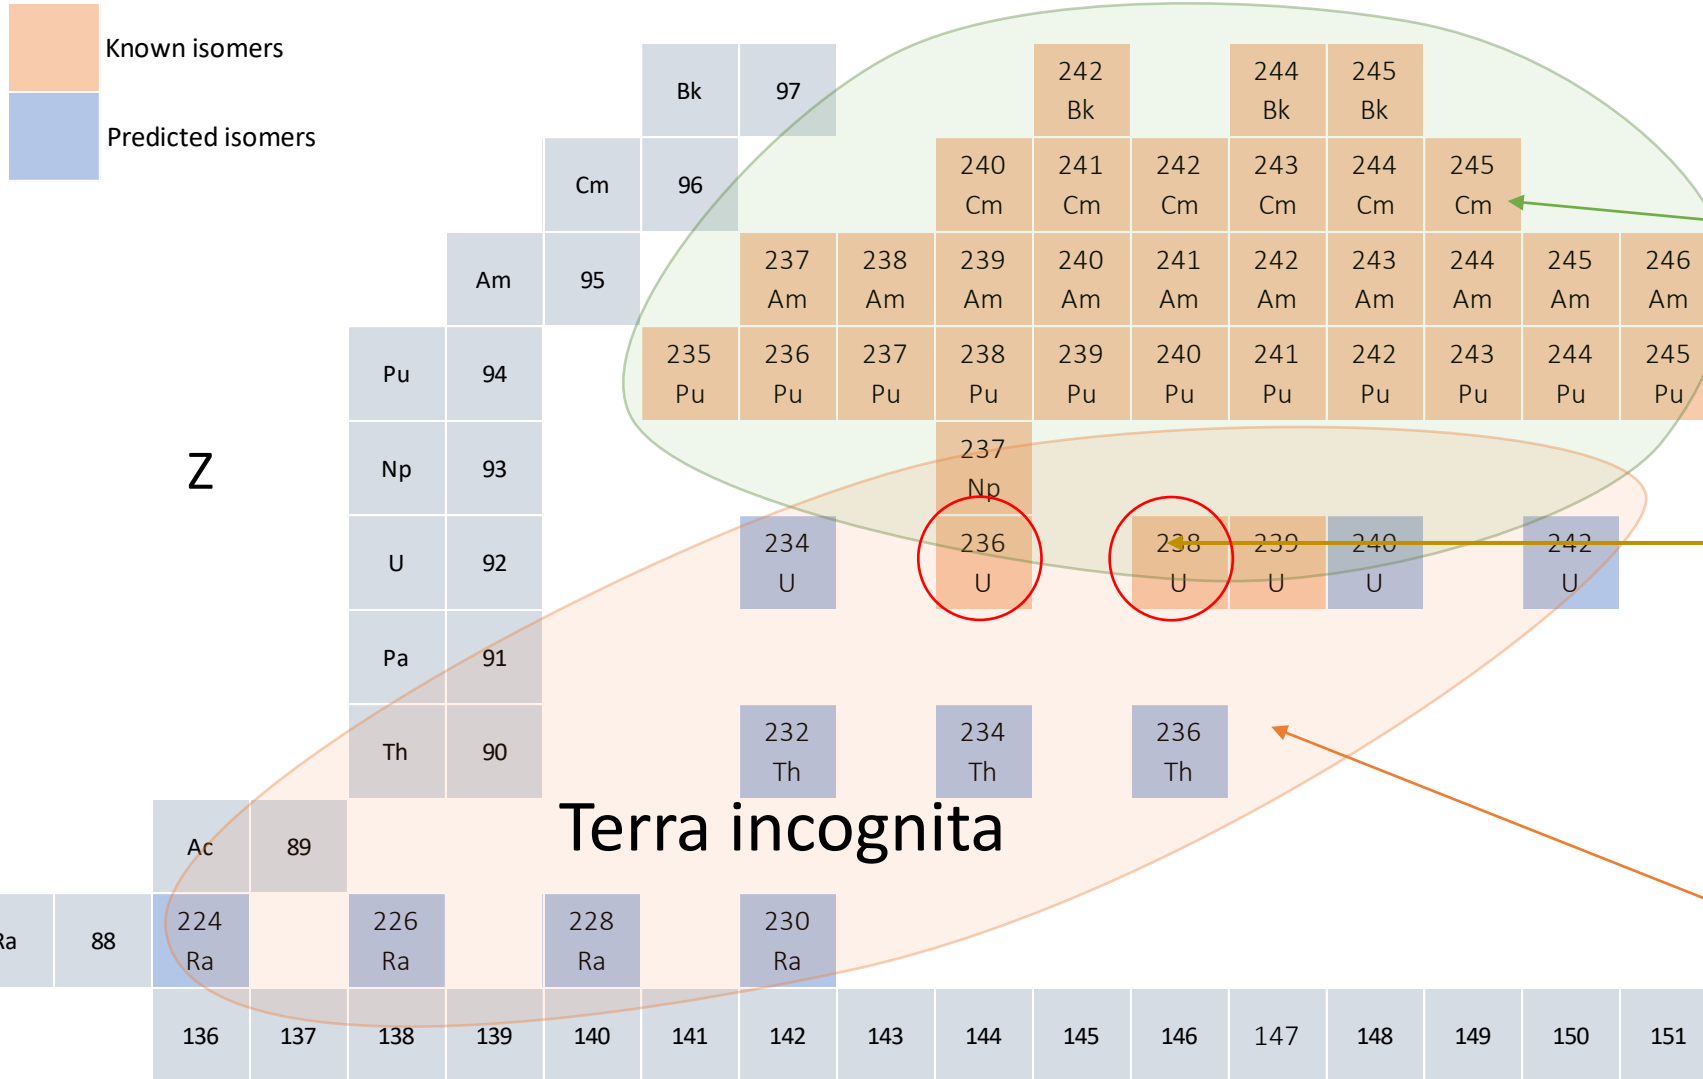 Known isomers
Predicted isomers
Bk 97 242 Bk 244 Bk 245 Bk
Cm 96 240 Cm 241 Cm 242 Cm 243 Cm 244 Cm 245 Cm
Am 95 237 Am 238 Am 239 Am 240 Am 241 Am 242 Am 243 Am 244 Am 245 Am 246 Am
Pu 94 235 Pu 236 Pu 237 Pu 238 Pu 239 Pu 240 Pu 241 Pu 242 Pu 243 Pu 244 Pu 245 Pu
Z
Np 93 237 Np
U 92 234 U 236 U 238 U 239 U 240 U 242 U
Pa 91
Th 90 232 Th 234 Th 236 Th
Terra incognita
Ac 89
Ra 88 224 Ra 226 Ra 228 Ra 230 Ra
136 137 138 139 140 141 142 143 144 145 146 147 148 149 150 151